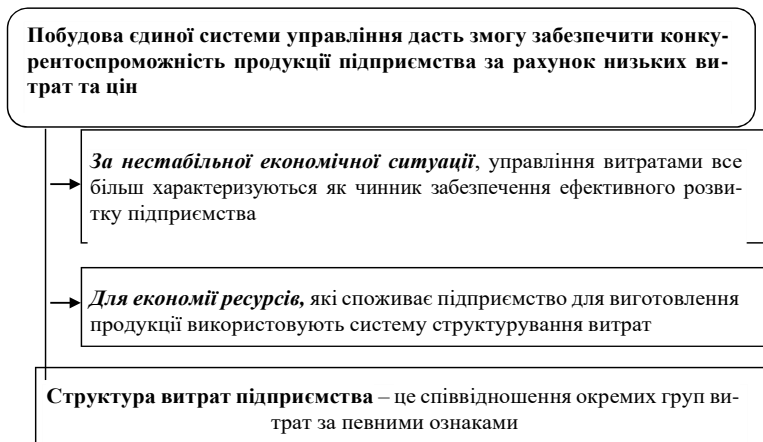 Побудова єдиної системи управління дасть змогу забезпечити конку-
рентоспроможність продукції підприємства за рахунок низьких ви-
трат та цін
За нестабільної економічної ситуації, управління витратами все
більш характеризуються як чинник забезпечення ефективного розви-
тку підприємства
Для економії ресурсів, які споживає підприємство для виготовлення
продукції використовують систему структурування витрат
Структура витрат підприємства – це співвідношення окремих груп ви-
трат за певними ознаками